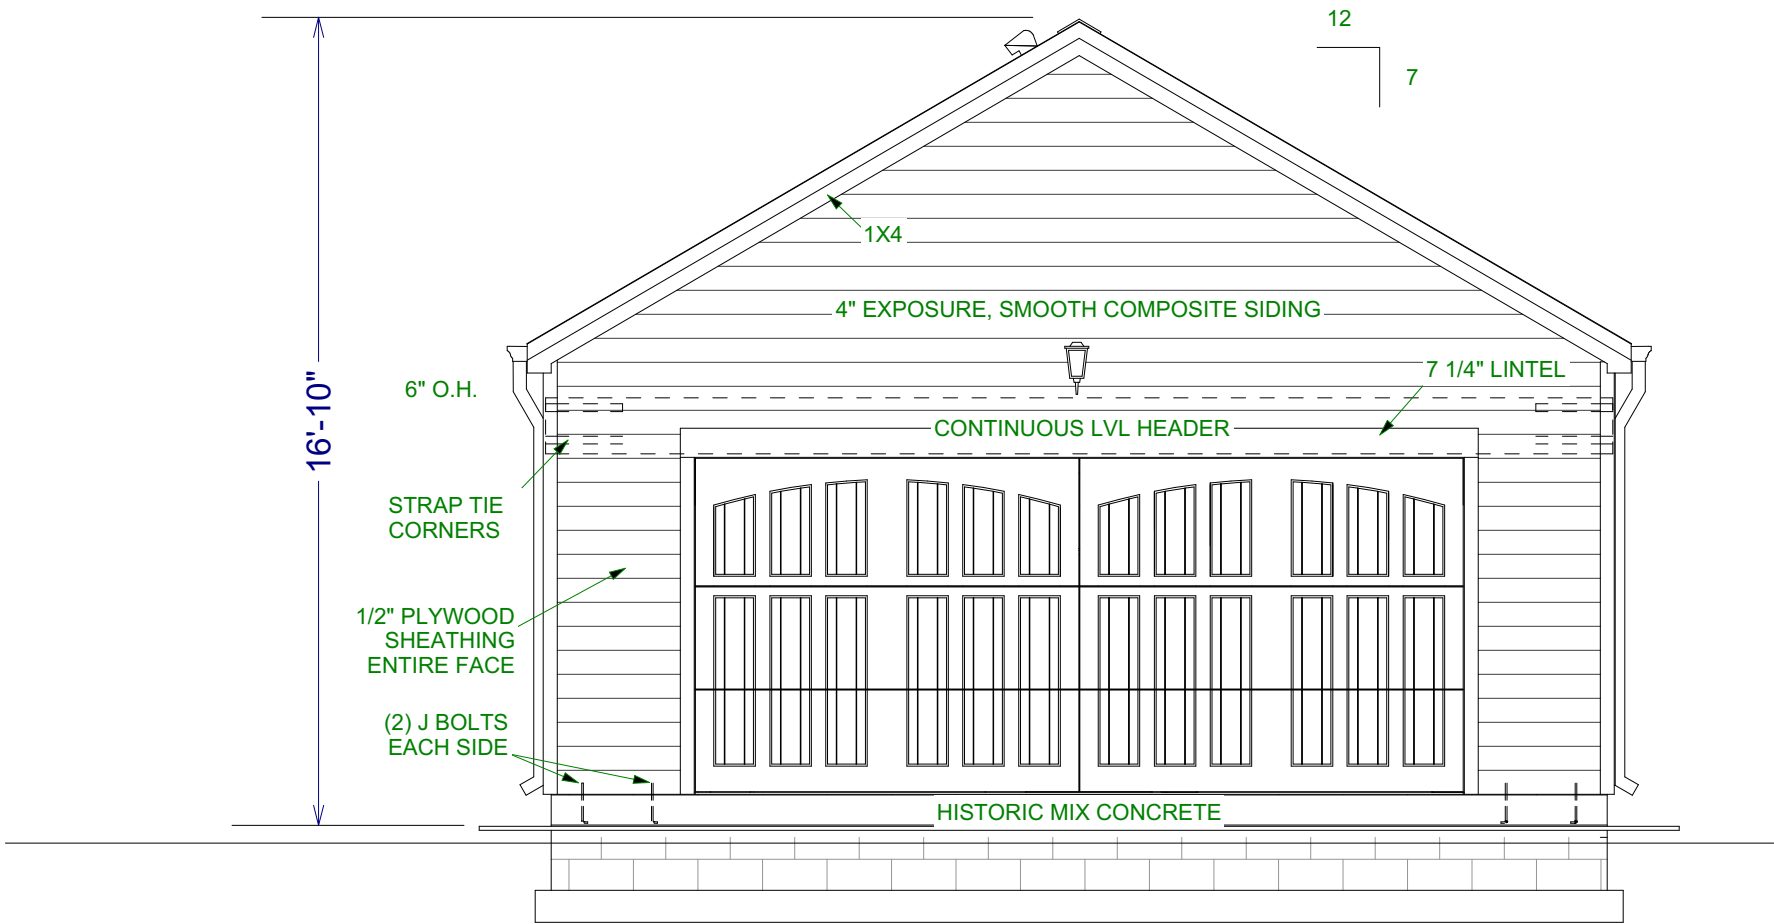 12
7
16'-10"
1X4
4" EXPOSURE, SMOOTH COMPOSITE SIDING
7 1/4" LINTEL
6" O.H.
CONTINUOUS LVL HEADER
STRAP TIE
CORNERS
1/2" PLYWOOD
SHEATHING
ENTIRE FACE
(2) J BOLTS
EACH SIDE
HISTORIC MIX CONCRETE